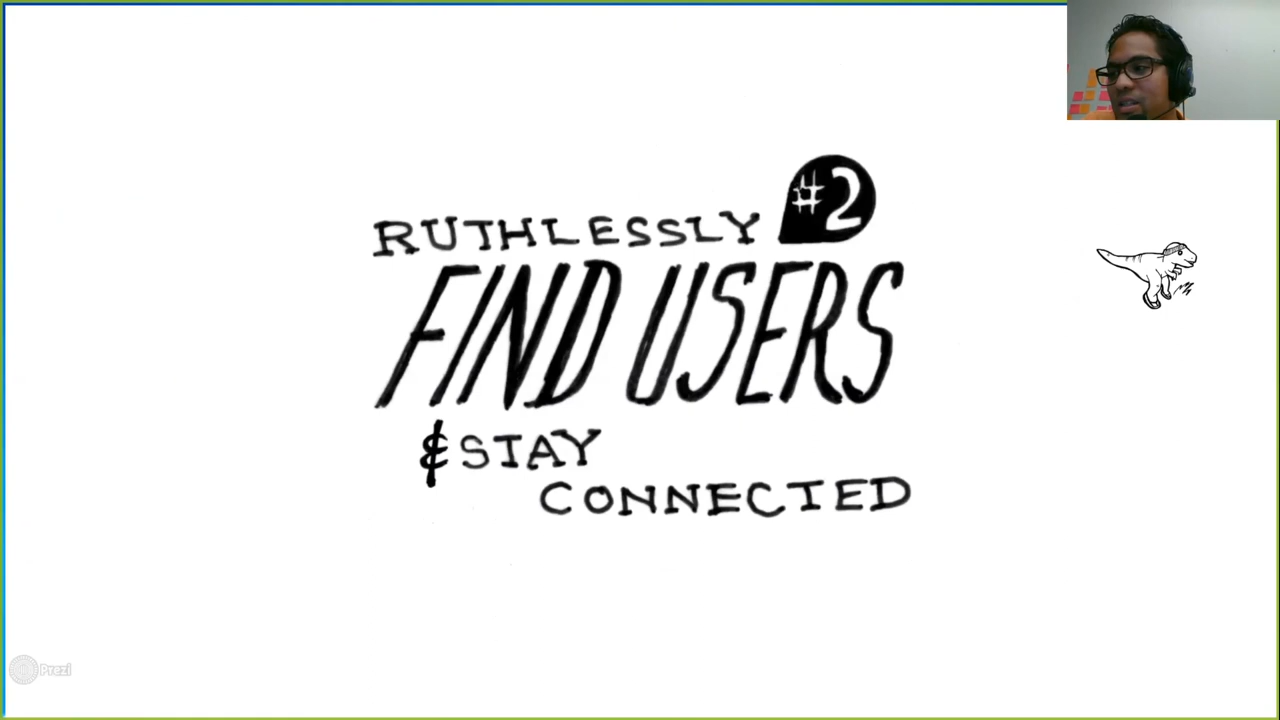 RUTHLESSLY #2
FIND USERS
& STAY
CONNECTED
Prezi